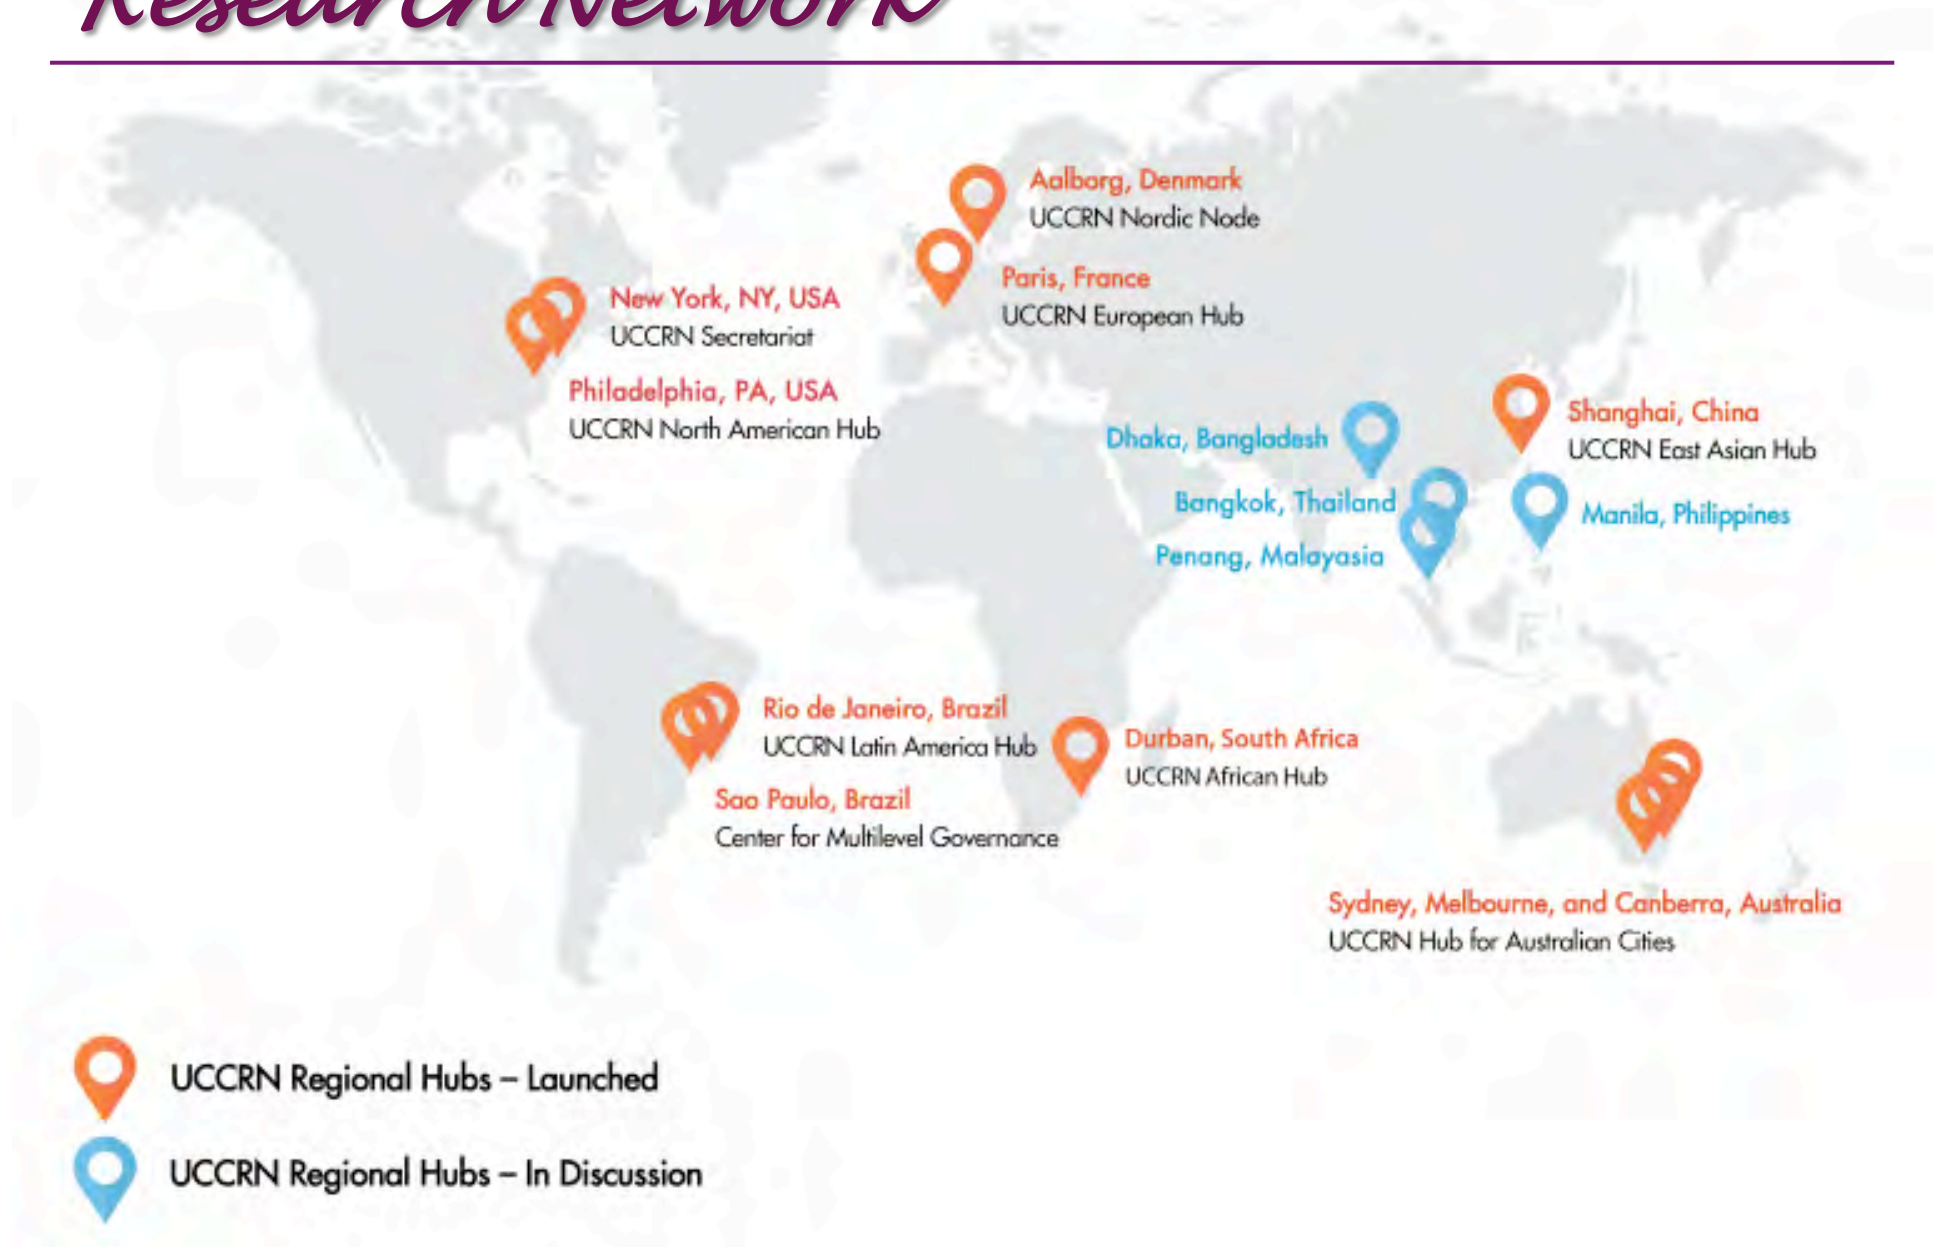 Research Network
Aalborg, Denmark
UCCRN Nordic Node
Paris, France
UCCRN European Hub
New York, NY, USA
UCCRN Secretariat
Philadelphia, PA, USA
UCCRN North American Hub
Shanghai, China
UCCRN East Asian Hub
Dhaka, Bangladesh
Bangkok, Thailand
Manila, Philippines
Penang, Malayasia
Rio de Janeiro, Brazil
UCCRN Latin America Hub
Sao Paulo, Brazil
Center for Multilevel Governance
Durban, South Africa
UCCRN African Hub
Sydney, Melbourne, and Canberra, Australia
UCCRN Hub for Australian Cities
UCCRN Regional Hubs – Launched
UCCRN Regional Hubs – In Discussion